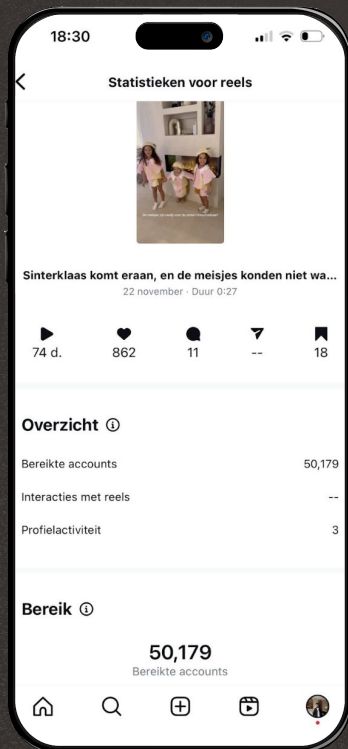 18:30
Statistieken voor reels
Sinterklaas komt eraan, en de meisjes konden niet wa...
22 november · Duur 0:27
74 d. 862 11 -- 18
Overzicht
Bereikte accounts 50,179
Interacties met reels --
Profielactiviteit 3
Bereik
50,179
Bereikte accounts